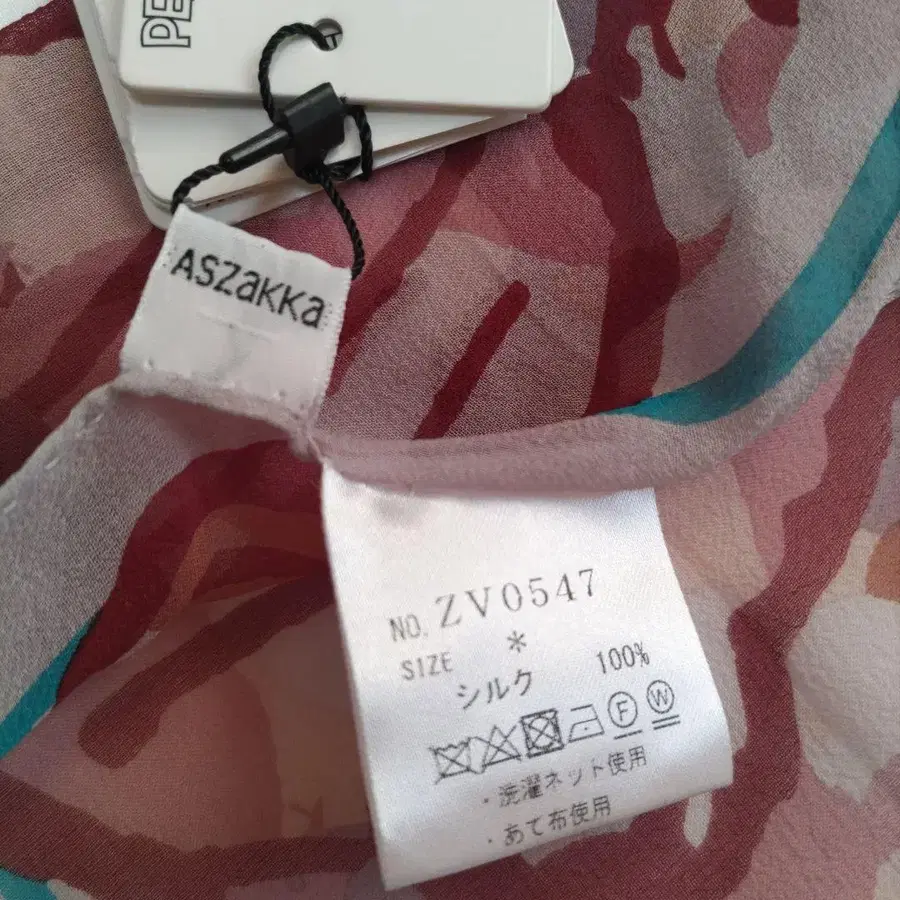 PE
ASZaKKa
NO. ZV0547
SIZE *
シルク 100%
F W
・洗濯ネット使用
・あて布使用